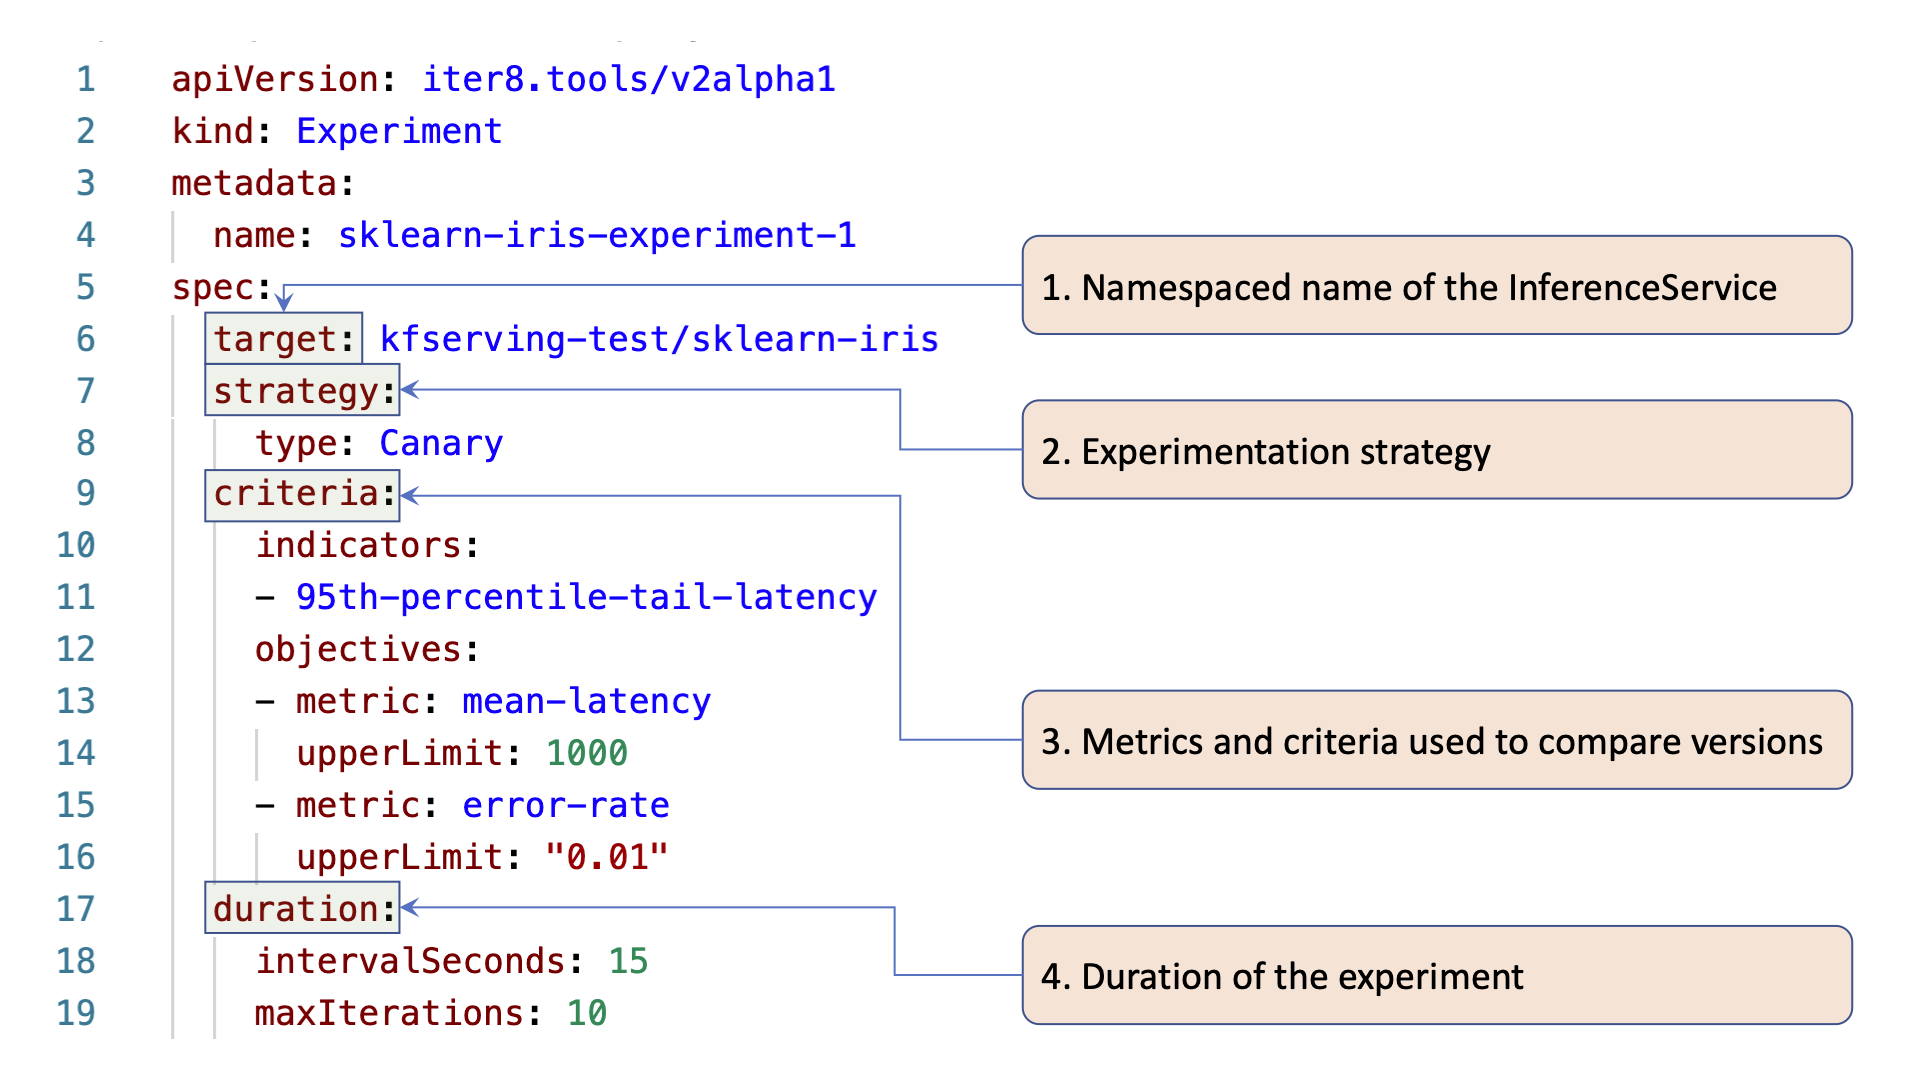 1 apiVersion: iter8.tools/v2alpha1
2 kind: Experiment
3 metadata:
4 name: sklearn-iris-experiment-1
5 spec:
6 target: kfserving-test/sklearn-iris
7 strategy:
8 type: Canary
9 criteria:
10 indicators:
11 - 95th-percentile-tail-latency
12 objectives:
13 - metric: mean-latency
14 upperLimit: 1000
15 - metric: error-rate
16 upperLimit: "0.01"
17 duration:
18 intervalSeconds: 15
19 maxIterations: 10
1. Namespaced name of the InferenceService
2. Experimentation strategy
3. Metrics and criteria used to compare versions
4. Duration of the experiment